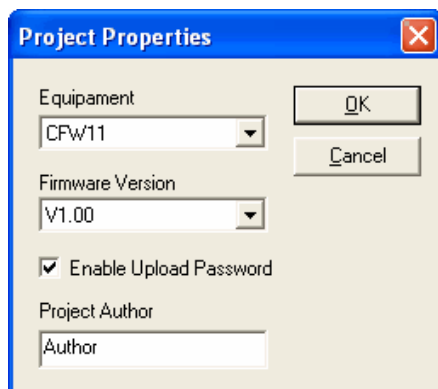 Project Properties
Equipament
OK
CFW11
Cancel
Firmware Version
V1.00
Enable Upload Password
Project Author
Author